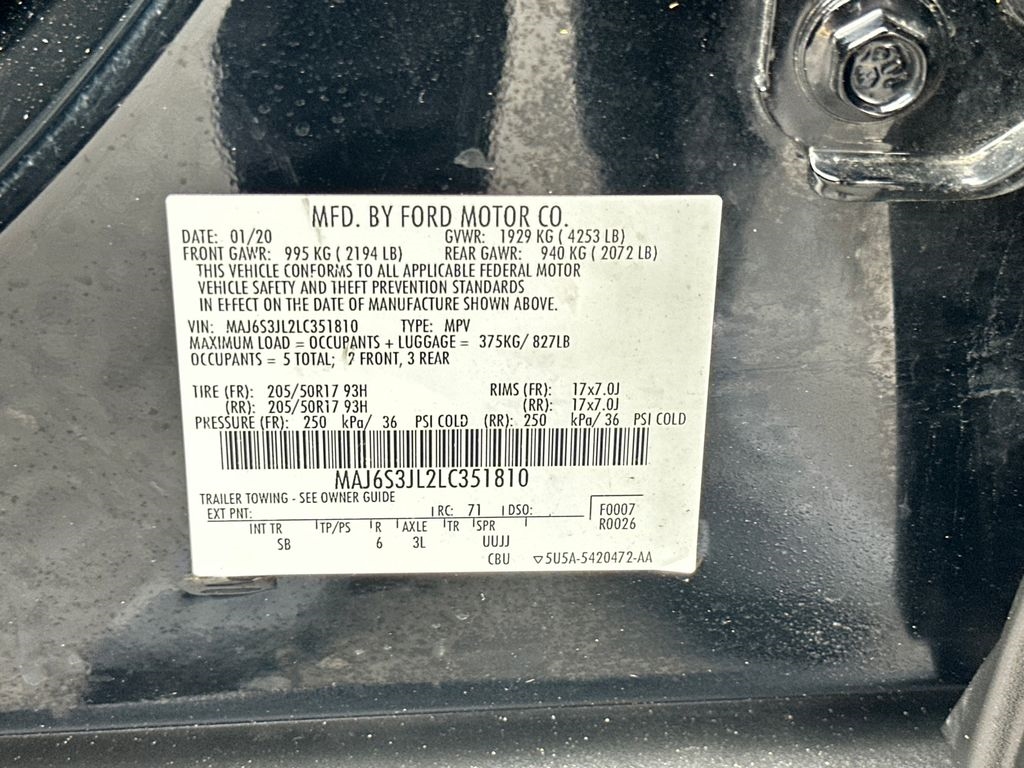 MFD. BY FORD MOTOR CO.
DATE: 01/20 GVWR: 1929 KG ( 4253 LB)
FRONT GAWR: 995 KG ( 2194 LB) REAR GAWR: 940 KG ( 2072 LB)
THIS VEHICLE CONFORMS TO ALL APPLICABLE FEDERAL MOTOR
VEHICLE SAFETY AND THEFT PREVENTION STANDARDS
IN EFFECT ON THE DATE OF MANUFACTURE SHOWN ABOVE.
VIN: MAJ6S3JL2LC351810 TYPE: MPV
MAXIMUM LOAD = OCCUPANTS + LUGGAGE = 375KG/ 827LB
OCCUPANTS = 5 TOTAL; 2 FRONT, 3 REAR
TIRE (FR): 205/50R17 93H RIMS (FR): 17x7.0J
(RR): 205/50R17 93H (RR): 17x7.0J
PRESSURE (FR): 250 kPa/ 36 PSI COLD (RR): 250 kPa/ 36 PSI COLD
MAJ6S3JL2LC351810
TRAILER TOWING - SEE OWNER GUIDE
EXT PNT: RC: 71 DSO: F0007
R0026
INT TR TP/PS R AXLE TR SPR
SB 6 3L UUJJ
CBU ▽5U5A-5420472-AA